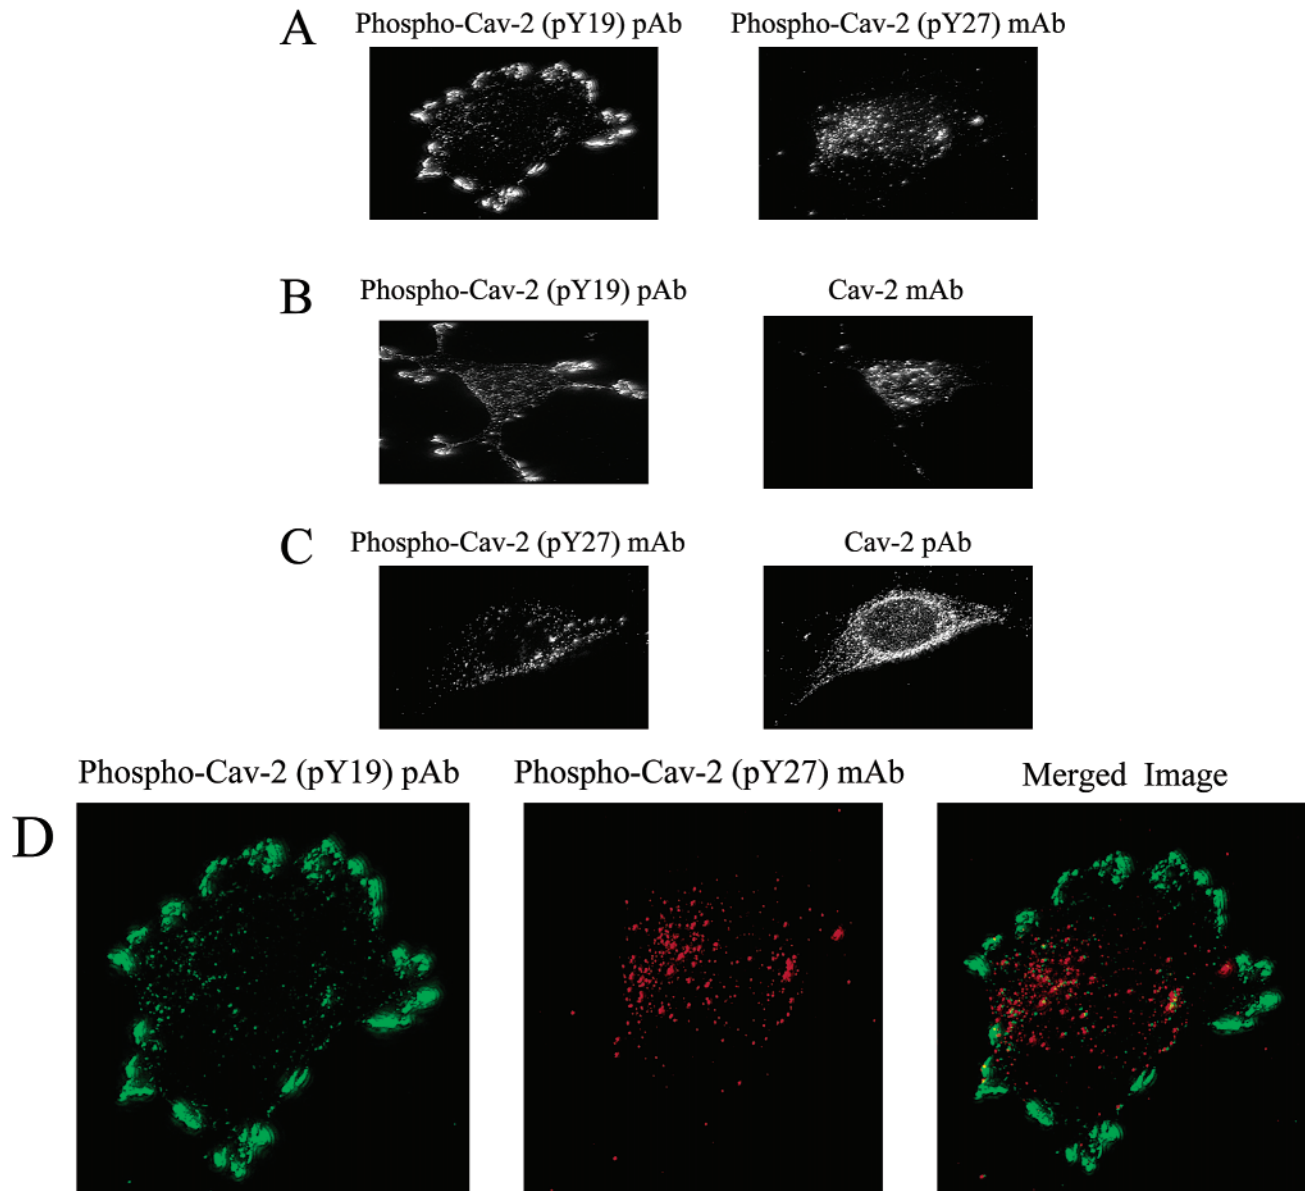 A
Phospho-Cav-2 (pY19) pAb
Phospho-Cav-2 (pY27) mAb
B
Phospho-Cav-2 (pY19) pAb
Cav-2 mAb
C
Phospho-Cav-2 (pY27) mAb
Cav-2 pAb
D
Phospho-Cav-2 (pY19) pAb
Phospho-Cav-2 (pY27) mAb
Merged Image